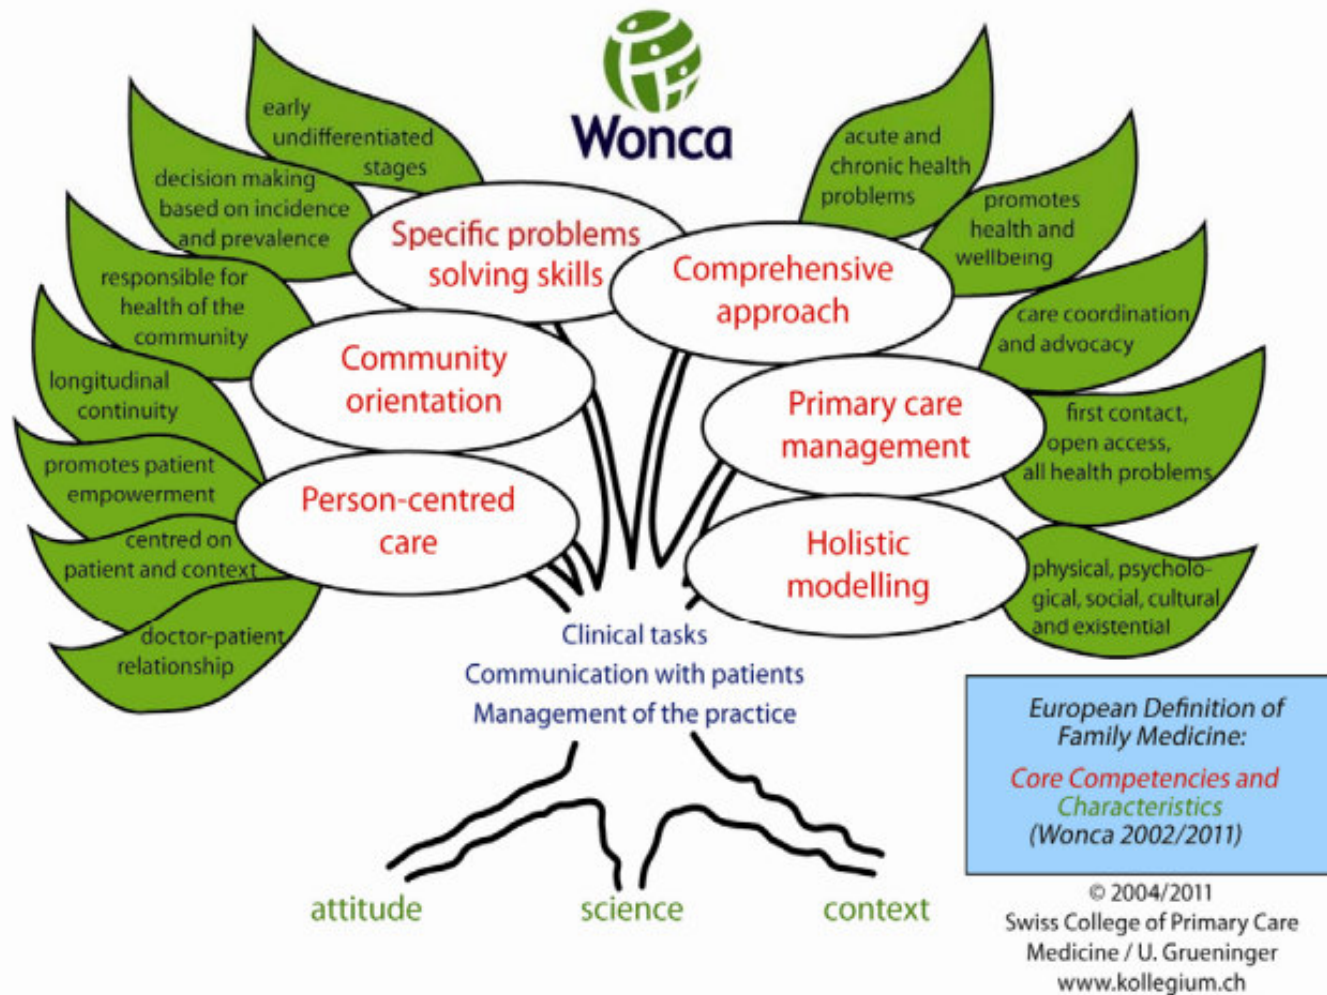 Wonca
early
undifferentiated
stages
decision making
based on incidence
and prevalence
responsible for
health of the
community
longitudinal
continuity
promotes patient
empowerment
centred on
patient and context
doctor-patient
relationship
Specific problems
solving skills
Community
orientation
Person-centred
care
Comprehensive
approach
Primary care
management
Holistic
modelling
acute and
chronic health
problems
promotes
health and
wellbeing
care coordination
and advocacy
first contact,
open access,
all health problems
physical, psycholo-
gical, social, cultural
and existential
Clinical tasks
Communication with patients
Management of the practice
attitude
science
context
European Definition of
Family Medicine:
Core Competencies and
Characteristics
(Wonca 2002/2011)
© 2004/2011
Swiss College of Primary Care
Medicine / U. Grueninger
www.kollegium.ch